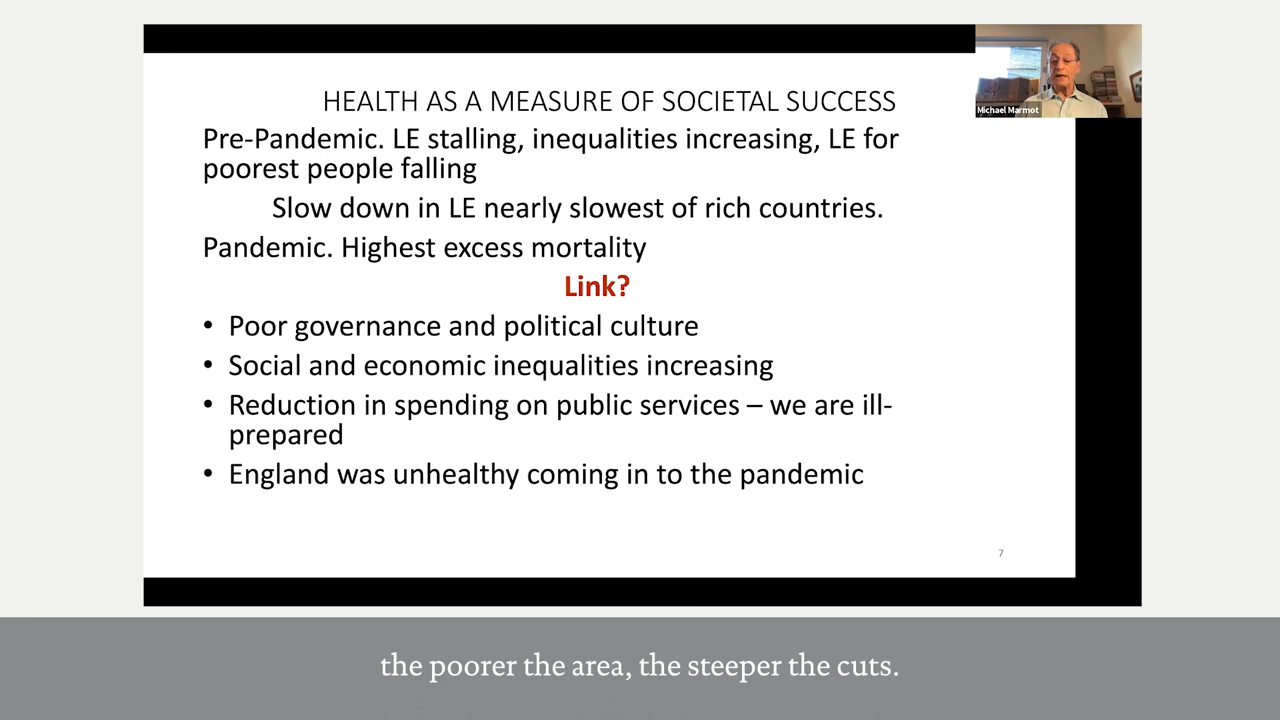 HEALTH AS A MEASURE OF SOCIETAL SUCCESS
Michael Marmot
Pre-Pandemic. LE stalling, inequalities increasing, LE for
poorest people falling
Slow down in LE nearly slowest of rich countries.
Pandemic. Highest excess mortality
Link?
• Poor governance and political culture
• Social and economic inequalities increasing
• Reduction in spending on public services – we are ill-
prepared
• England was unhealthy coming in to the pandemic
7
the poorer the area, the steeper the cuts.